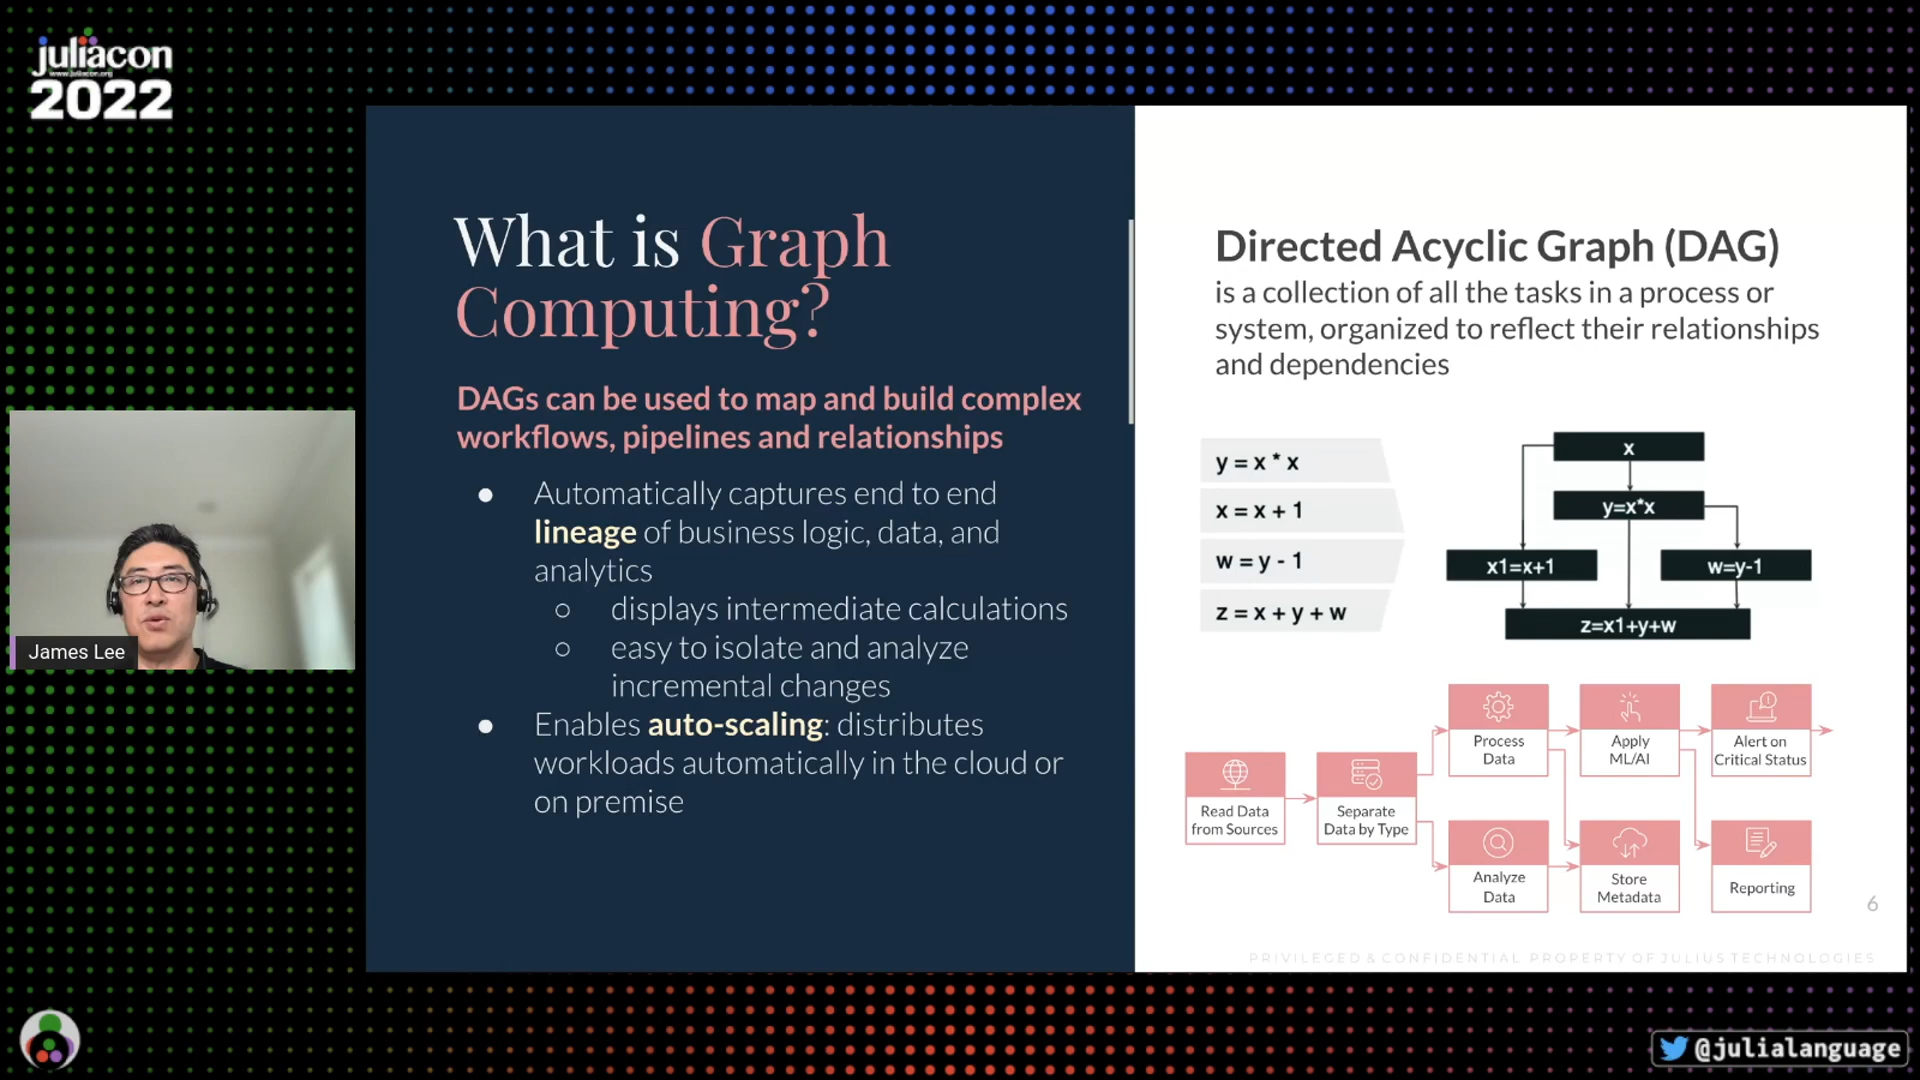 juliacon
www.juliacon.org
2022
James Lee
What is Graph
Computing?
DAGs can be used to map and build complex
workflows, pipelines and relationships
● Automatically captures end to end
lineage of business logic, data, and
analytics
○ displays intermediate calculations
○ easy to isolate and analyze
incremental changes
● Enables auto-scaling: distributes
workloads automatically in the cloud or
on premise
Directed Acyclic Graph (DAG)
is a collection of all the tasks in a process or
system, organized to reflect their relationships
and dependencies
y = x * x
x = x + 1
w = y - 1
z = x + y + w
x
y=x*x
x1=x+1
w=y-1
z=x1+y+w
Read Data
from Sources
Separate
Data by Type
Process
Data
Apply
ML/AI
Alert on
Critical Status
Analyze
Data
Store
Metadata
Reporting
6
PRIVILEGED & CONFIDENTIAL PROPERTY OF JULIUS TECHNOLOGIES
@julialanguage